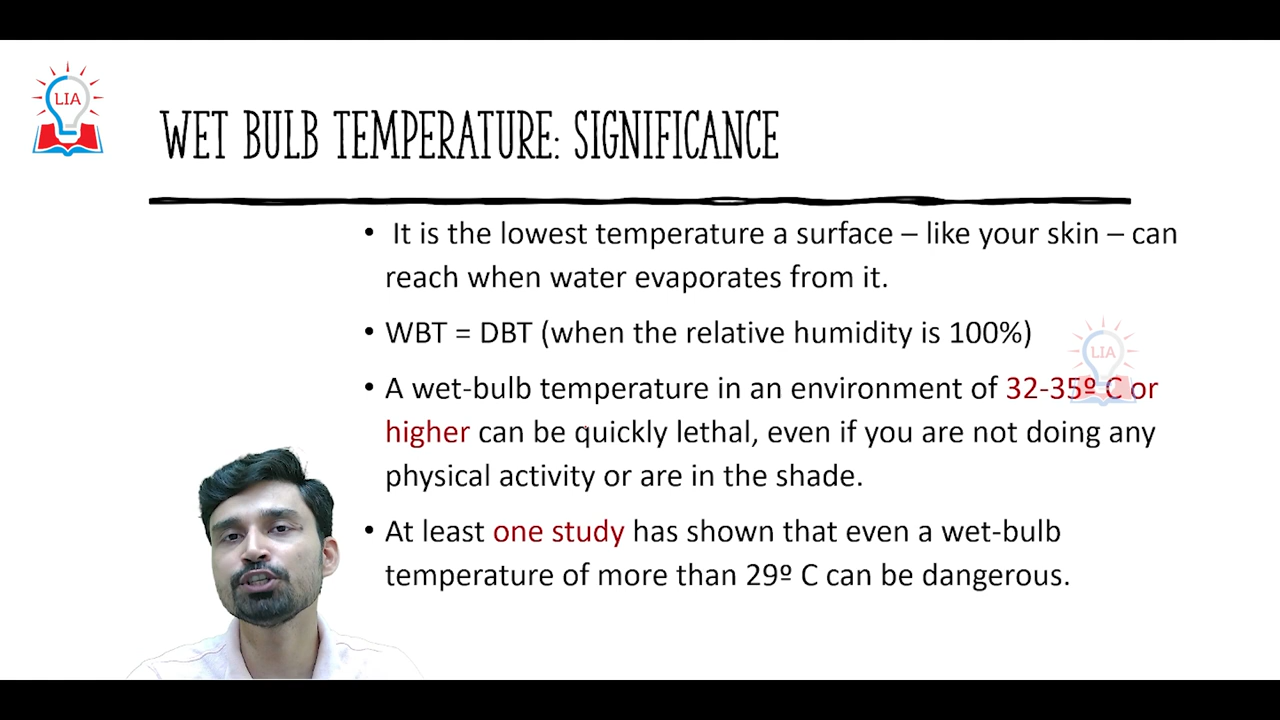 LIA
WET BULB TEMPERATURE: SIGNIFICANCE
• It is the lowest temperature a surface – like your skin – can
reach when water evaporates from it.
• WBT = DBT (when the relative humidity is 100%)
LIA
• A wet-bulb temperature in an environment of 32-35º C or
higher can be quickly lethal, even if you are not doing any
physical activity or are in the shade.
• At least one study has shown that even a wet-bulb
temperature of more than 29º C can be dangerous.